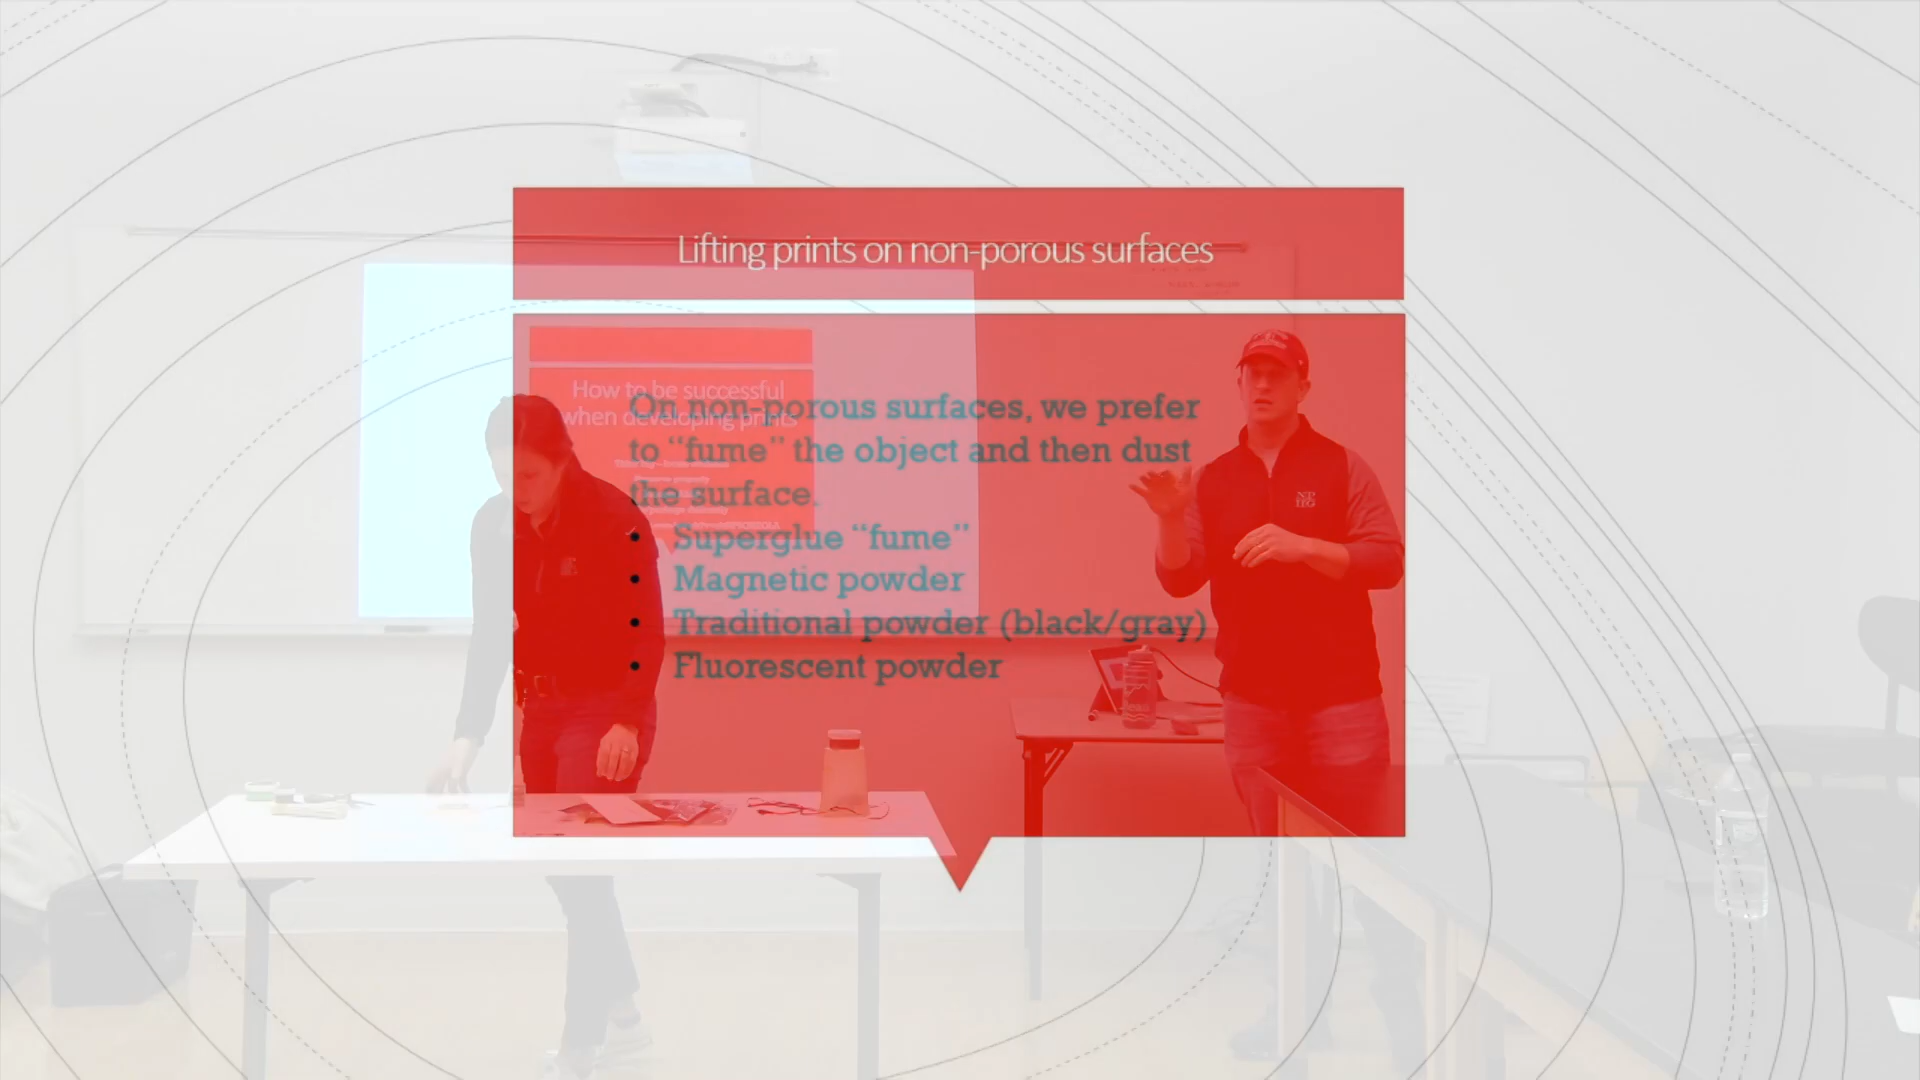 Lifting prints on non-porous surfaces
How to be successful
when developing prints
On non-porous surfaces, we prefer
to “fume” the object and then dust
the surface.
• Superglue “fume”
• Magnetic powder
• Traditional powder (black/gray)
• Fluorescent powder